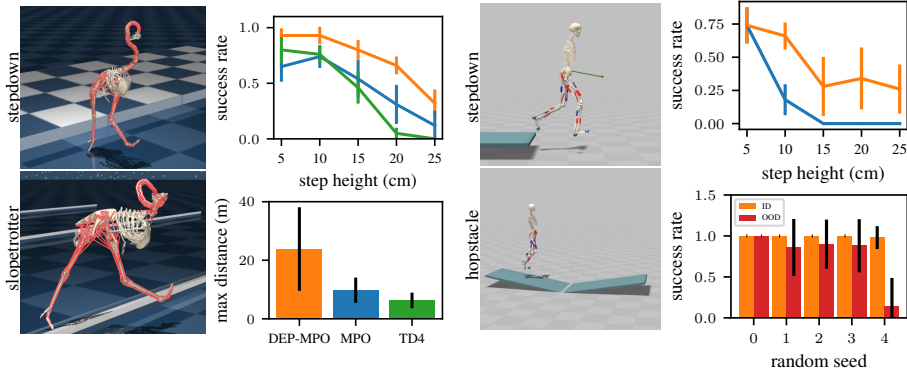 stepdown
success rate
1.0
0.5
0.0
5 10 15 20 25
step height (cm)
slopetrotter
max distance (m)
40
20
0
DEP-MPO MPO TD4
stepdown
success rate
0.75
0.50
0.25
0.00
5 10 15 20 25
step height (cm)
hopstacle
success rate
1.5
1.0
0.5
0.0
ID
OOD
0 1 2 3 4
random seed